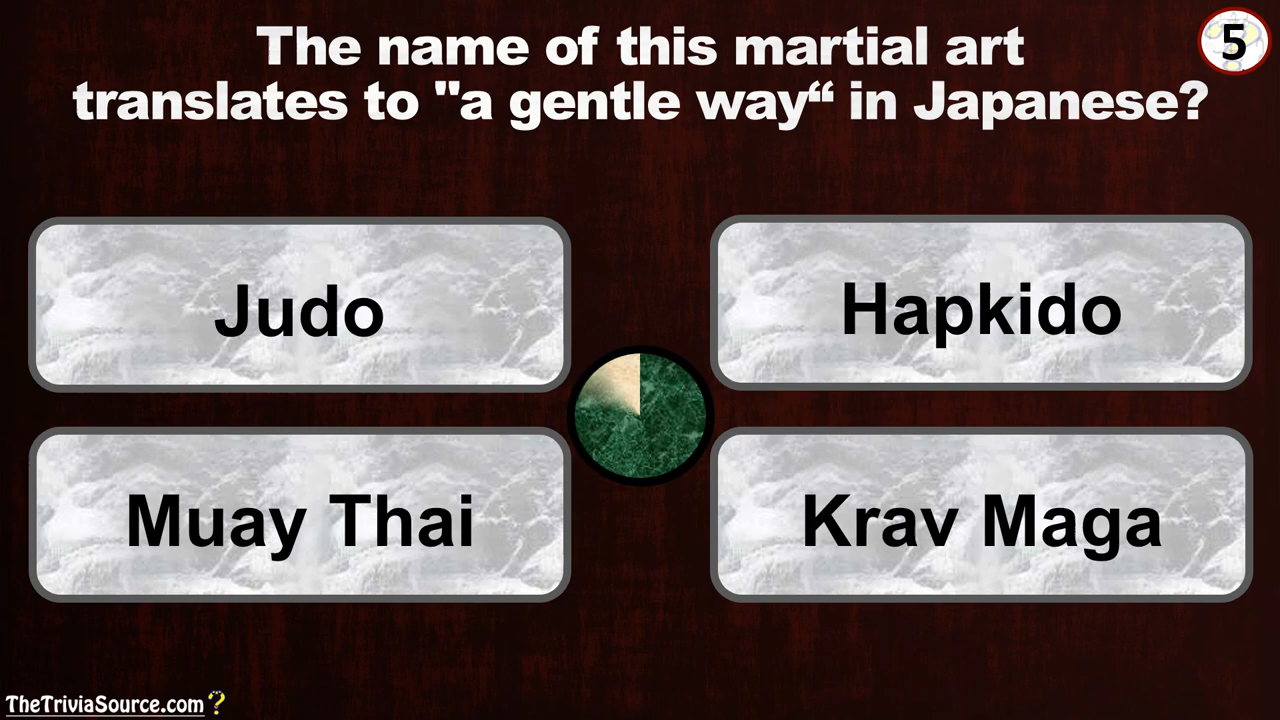 The name of this martial art
translates to "a gentle way“ in Japanese?
5
Judo
Hapkido
Muay Thai
Krav Maga
TheTriviaSource.com?